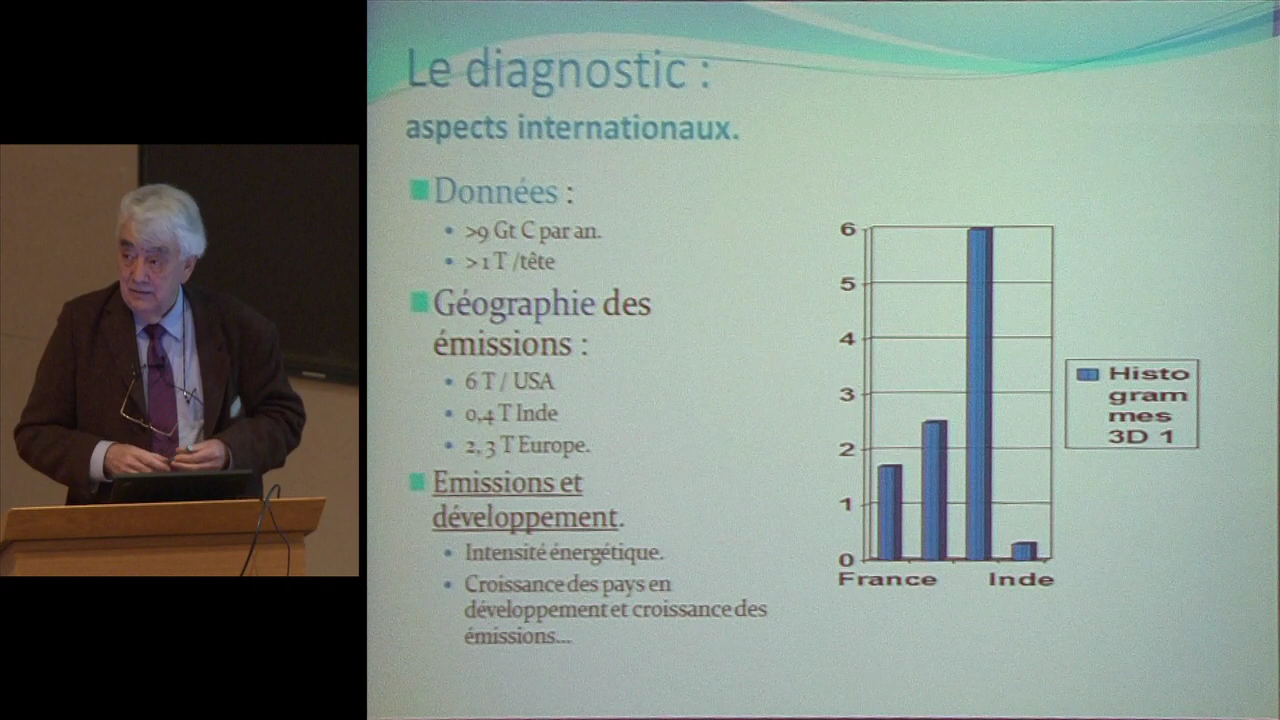 Le diagnostic :
aspects internationaux.
Données :
>9 Gt C par an.
>1 T /tête
Géographie des
émissions :
6 T / USA
0,4 T Inde
2, 3 T Europe.
Emissions et
développement.
Intensité énergétique.
Croissance des pays en
développement et croissance des
émissions...
6
5
4
3
2
1
0
France Inde
Histo
gram
mes
3D 1